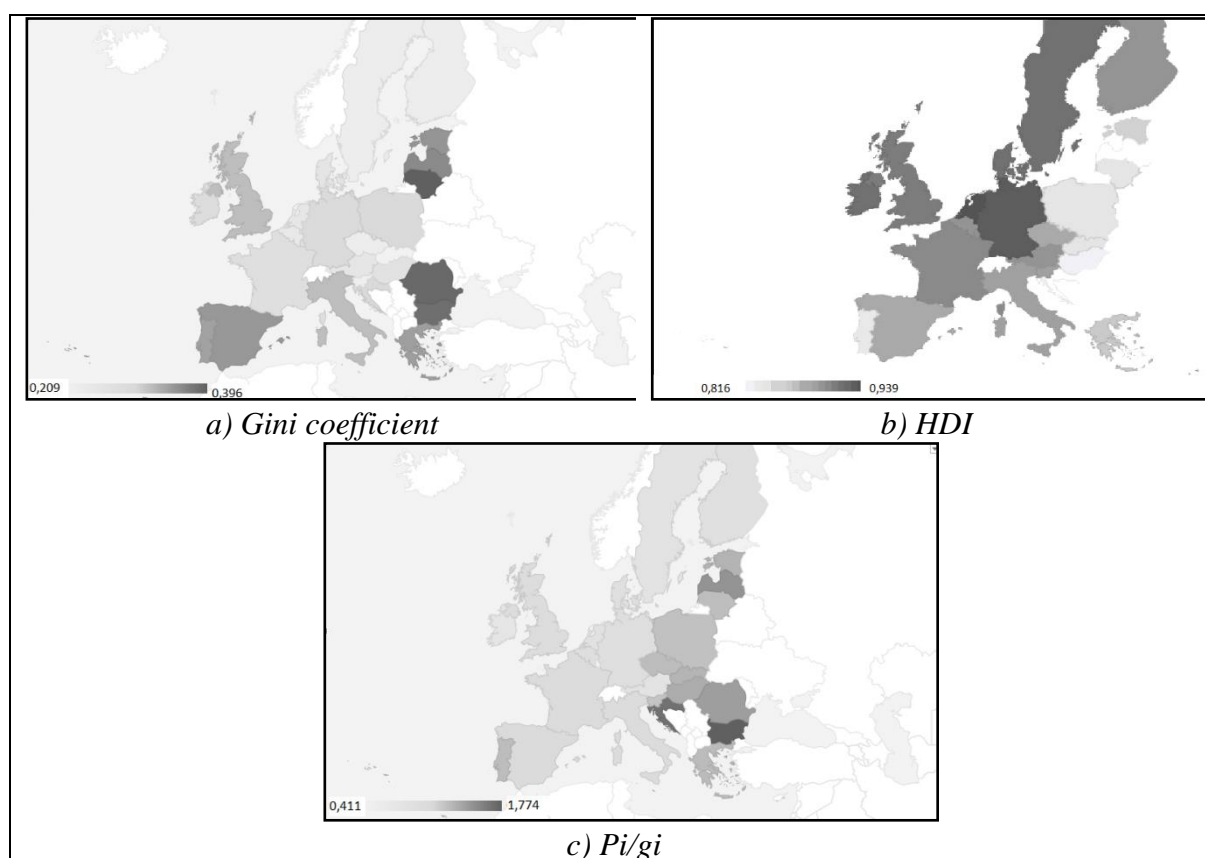 0,209 0,396
0,816 0,939
a) Gini coefficient
b) HDI
0,411 1,774
c) Pi/gi